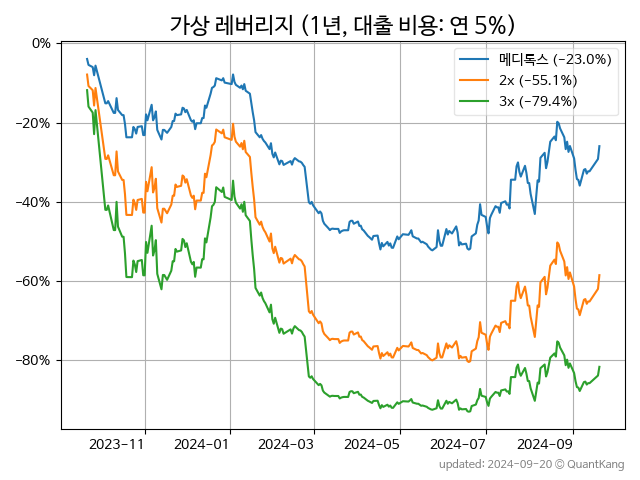 가상 레버리지 (1년, 대출 비용: 연 5%)
0%
−20%
−40%
−60%
−80%
메디톡스 (−23.0%)
2x (−55.1%)
3x (−79.4%)
2023−11 2024−01 2024−03 2024−05 2024−07 2024−09
updated: 2024−09−20 © QuantKang